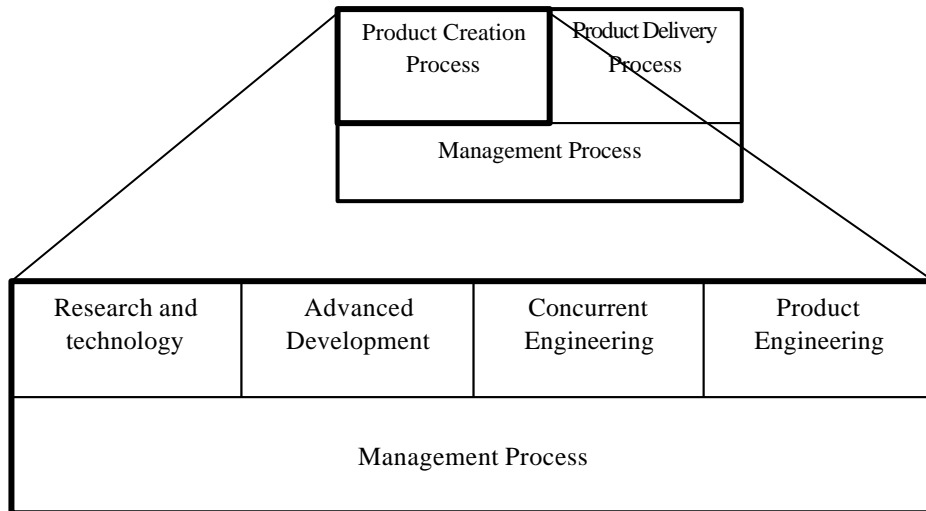 Product Creation
Process
Product Delivery
Process
Management Process
Research and
technology
Advanced
Development
Concurrent
Engineering
Product
Engineering
Management Process